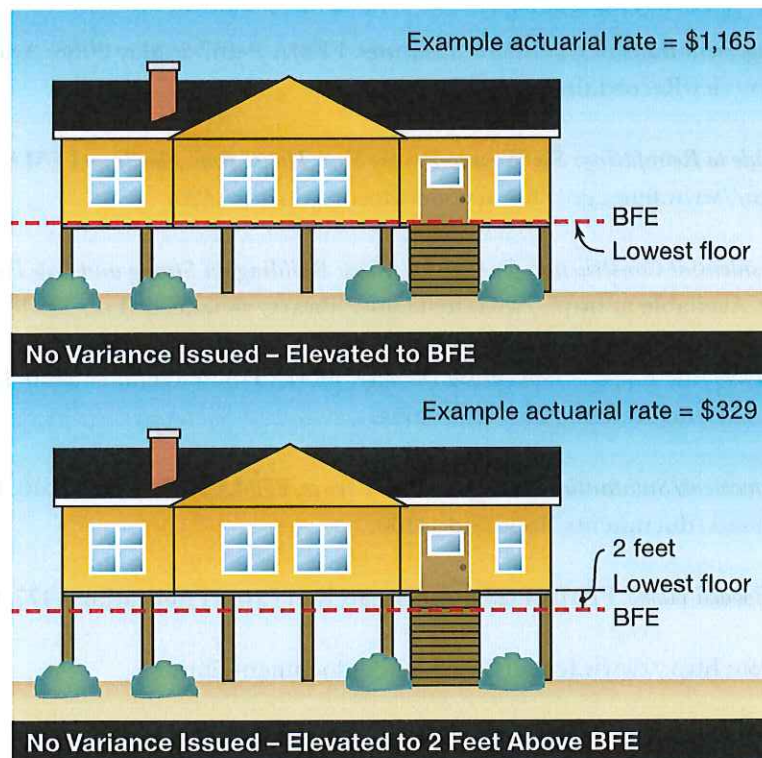 Example actuarial rate = $1,165
BFE
Lowest floor
No Variance Issued – Elevated to BFE
Example actuarial rate = $329
2 feet
Lowest floor
BFE
No Variance Issued – Elevated to 2 Feet Above BFE